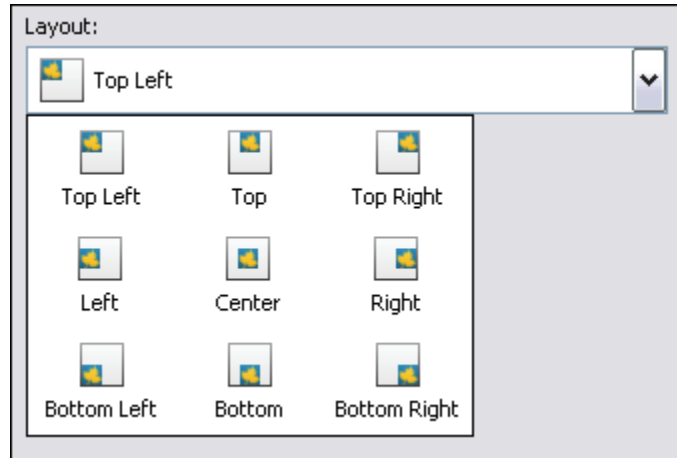 Layout:
Top Left
Top Left Top Top Right
Left Center Right
Bottom Left Bottom Bottom Right